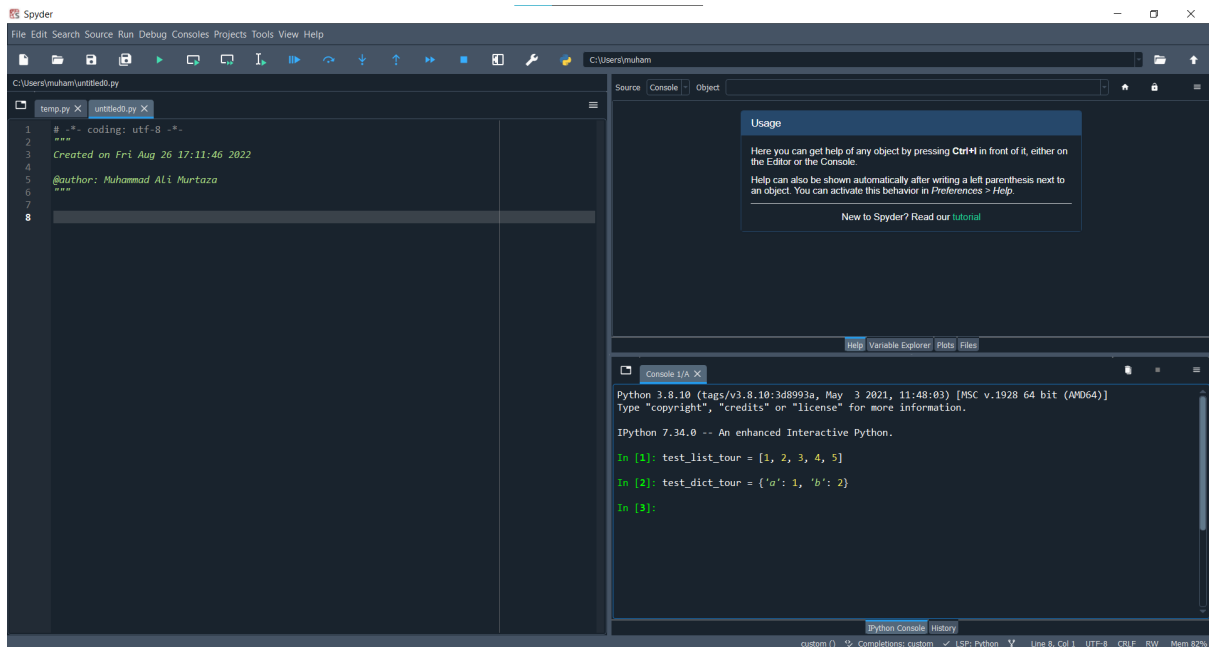 Spyder
File Edit Search Source Run Debug Consoles Projects Tools View Help
C:\Users\muham
C:\Users\muham\untitled0.py
temp.py
untitled0.py
1 # -*- coding: utf-8 -*-
2 """
3 Created on Fri Aug 26 17:11:46 2022
4
5 @author: Muhammad Ali Murtaza
6 """
7
8
Source Console Object
Usage
Here you can get help of any object by pressing Ctrl+I in front of it, either on
the Editor or the Console.
Help can also be shown automatically after writing a left parenthesis next to
an object. You can activate this behavior in Preferences > Help.
New to Spyder? Read our tutorial
Help Variable Explorer Plots Files
Console 1/A
Python 3.8.10 (tags/v3.8.10:3d8993a, May  3 2021, 11:48:03) [MSC v.1928 64 bit (AMD64)]
Type "copyright", "credits" or "license" for more information.
IPython 7.34.0 -- An enhanced Interactive Python.
In [1]: test_list_tour = [1, 2, 3, 4, 5]
In [2]: test_dict_tour = {'a': 1, 'b': 2}
In [3]:
IPython Console History
custom () Completions: custom LSP: Python Line 8, Col 1 UTF-8 CRLF RW Mem 82%